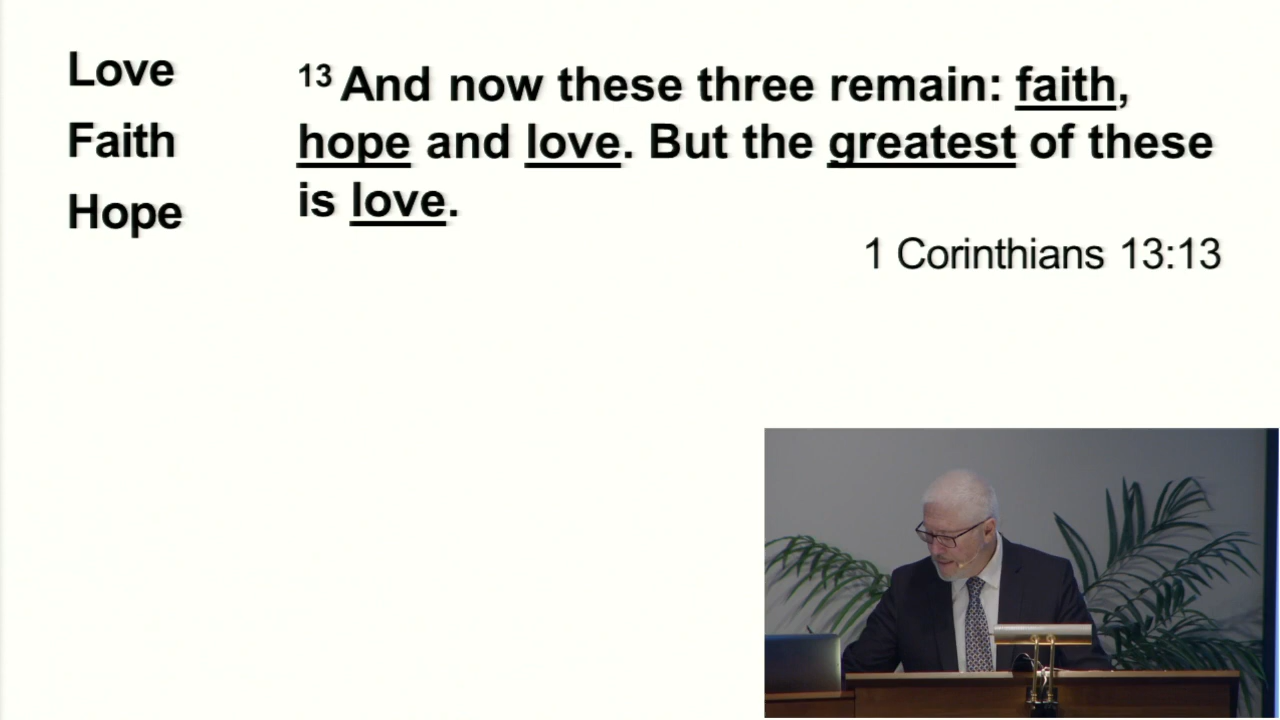 Love
Faith
Hope
13 And now these three remain: faith,
hope and love. But the greatest of these
is love.
1 Corinthians 13:13